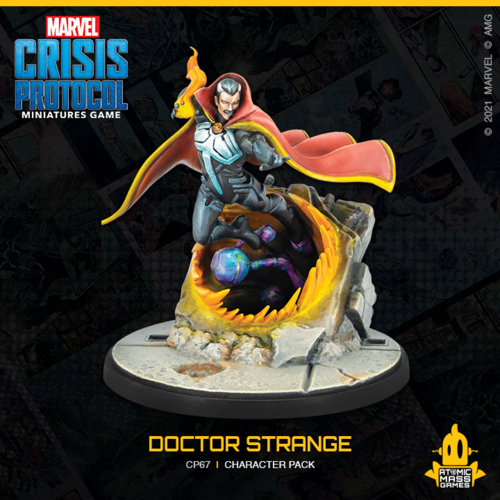 MARVEL
CRISIS
PROTOCOL
MINIATURES GAME
© 2021 MARVEL © AMG
DOCTOR STRANGE
CP67 | CHARACTER PACK
ATOMIC
MASS
GAMES